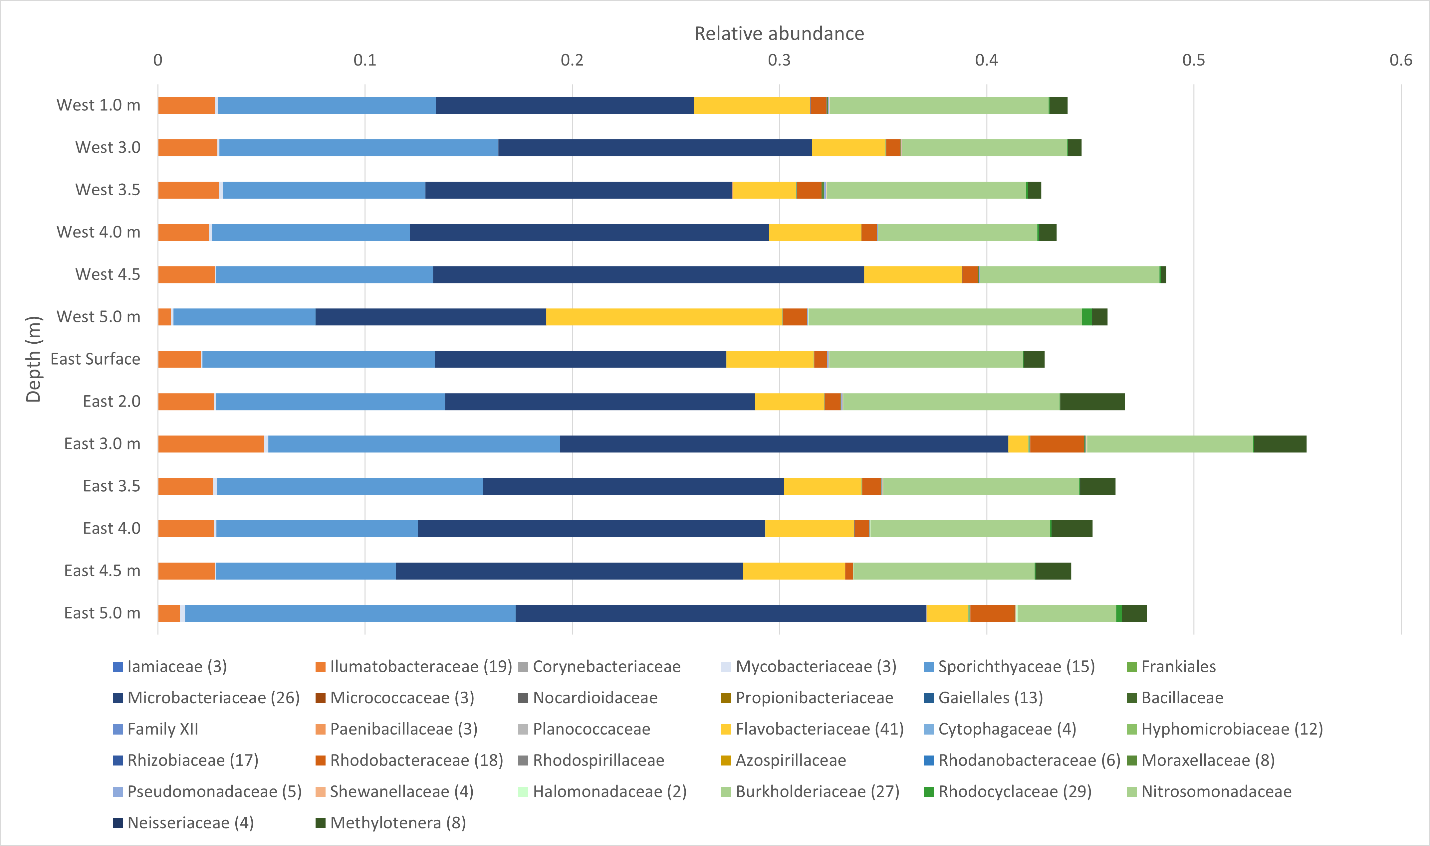 Relative abundance
0 0.1 0.2 0.3 0.4 0.5 0.6
Depth (m)
West 1.0 m
West 3.0
West 3.5
West 4.0 m
West 4.5
West 5.0 m
East Surface
East 2.0
East 3.0 m
East 3.5
East 4.0
East 4.5 m
East 5.0 m
Iamiaceae (3) Ilumatobacteraceae (19) Corynebacteriaceae Mycobacteriaceae (3) Sporichthyaceae (15) Frankiales
Microbacteriaceae (26) Micrococcaceae (3) Nocardioidaceae Propionibacteriaceae Gaiellales (13) Bacillaceae
Family XII Paenibacillaceae (3) Planococcaceae Flavobacteriaceae (41) Cytophagaceae (4) Hyphomicrobiaceae (12)
Rhizobiaceae (17) Rhodobacteraceae (18) Rhodospirillaceae Azospirillaceae Rhodanobacteraceae (6) Moraxellaceae (8)
Pseudomonadaceae (5) Shewanellaceae (4) Halomonadaceae (2) Burkholderiaceae (27) Rhodocyclaceae (29) Nitrosomonadaceae
Neisseriaceae (4) Methylotenera (8)